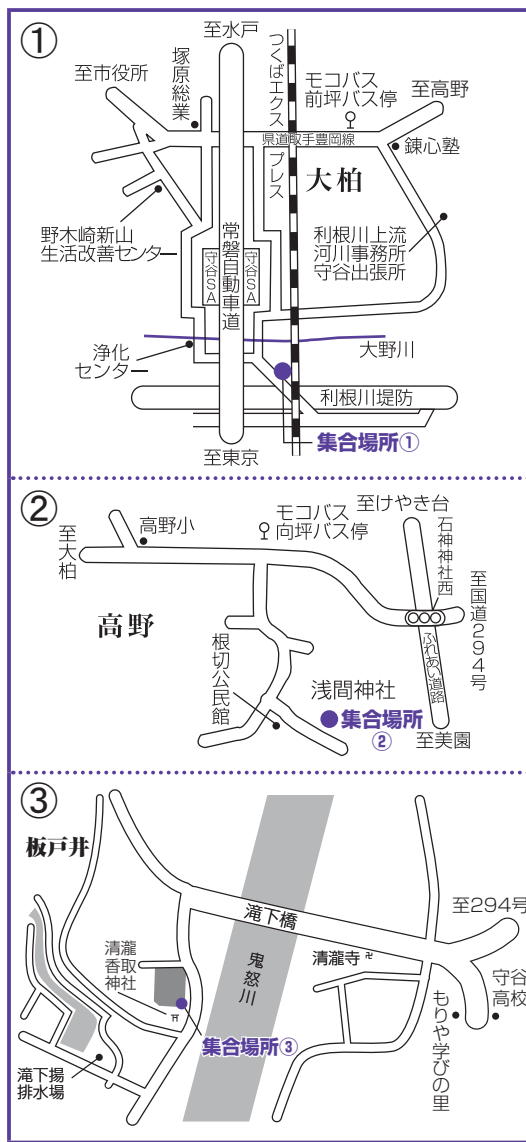 ①
至水戸
つくばエクスプレス
塚原総業
至市役所
モコバス
前坪バス停
至高野
県道取手豊岡線
錬心塾
大柏
野木崎新山
生活改善センター
常磐自動車道
守谷SA
守谷SA
利根川上流
河川事務所
守谷出張所
浄化
センター
大野川
利根川堤防
集合場所①
至東京
②
至大柏
高野小
モコバス
向坪バス停
至けやき台
石神神社西
至国道294号
高野
根切公民館
ふれあい道路
浅間神社
集合場所
②
至美園
③
板戸井
滝下橋
至294号
清瀧
香取
神社
鬼怒川
清瀧寺
守谷
高校
もりや学びの里
集合場所③
滝下揚
排水場